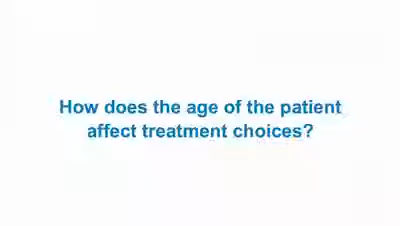 How does the age of the patient
affect treatment choices?